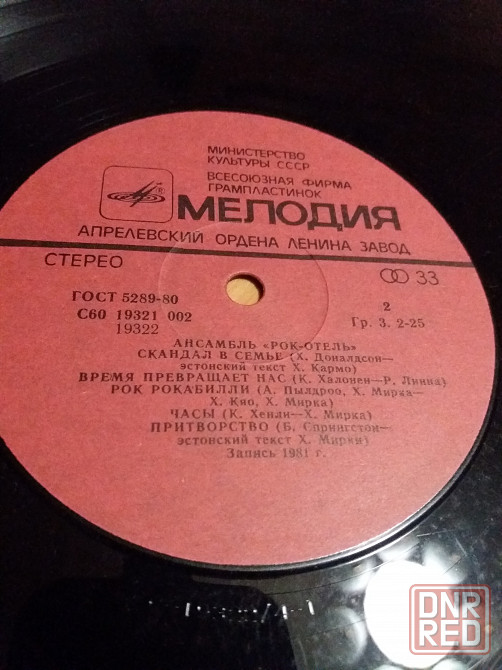 МИНИСТЕРСТВО
КУЛЬТУРЫ СССР
ВСЕСОЮЗНАЯ ФИРМА
ГРАМПЛАСТИНОК
МЕЛОДИЯ
АПРЕЛЕВСКИЙ ОРДЕНА ЛЕНИНА ЗАВОД
СТЕРЕО
33
ГОСТ 5289-80
С60 19321 002
19322
2
Гр. 3. 2-25
АНСАМБЛЬ «РОК-ОТЕЛЬ»
СКАНДАЛ В СЕМЬЕ (Х. Доналдсон—
эстонский текст Х. Кармо)
ВРЕМЯ ПРЕВРАЩАЕТ НАС (К. Халонен—Р. Линна)
РОК РОКАБИЛЛИ (А. Пылдроо, Х. Мирка—
Х. Кяо, Х. Мирка)
ЧАСЫ (К. Хенли—Х. Мирка)
ПРИТВОРСТВО (Б. Спрингстон—
эстонский текст Х. Мирки)
Запись 1981 г.
DNR
RED